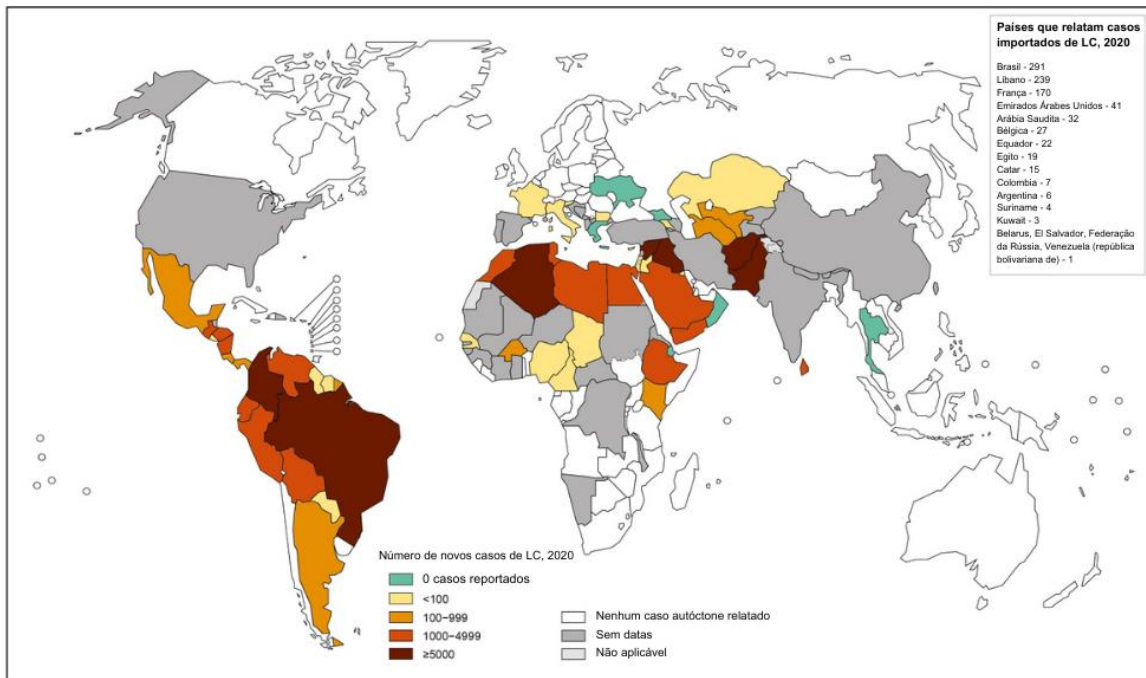 Países que relatam casos
importados de LC, 2020
Brasil - 291
Líbano - 239
França - 170
Emirados Árabes Unidos - 41
Arábia Saudita - 32
Bélgica - 27
Equador - 22
Egito - 19
Catar - 15
Colombia - 7
Argentina - 6
Suriname - 4
Kuwait - 3
Belarus, El Salvador, Federação
da Rússia, Venezuela (república
bolivariana de) - 1
Número de novos casos de LC, 2020
0 casos reportados
<100
100–999
1000–4999
≥5000
Nenhum caso autóctone relatado
Sem datas
Não aplicável